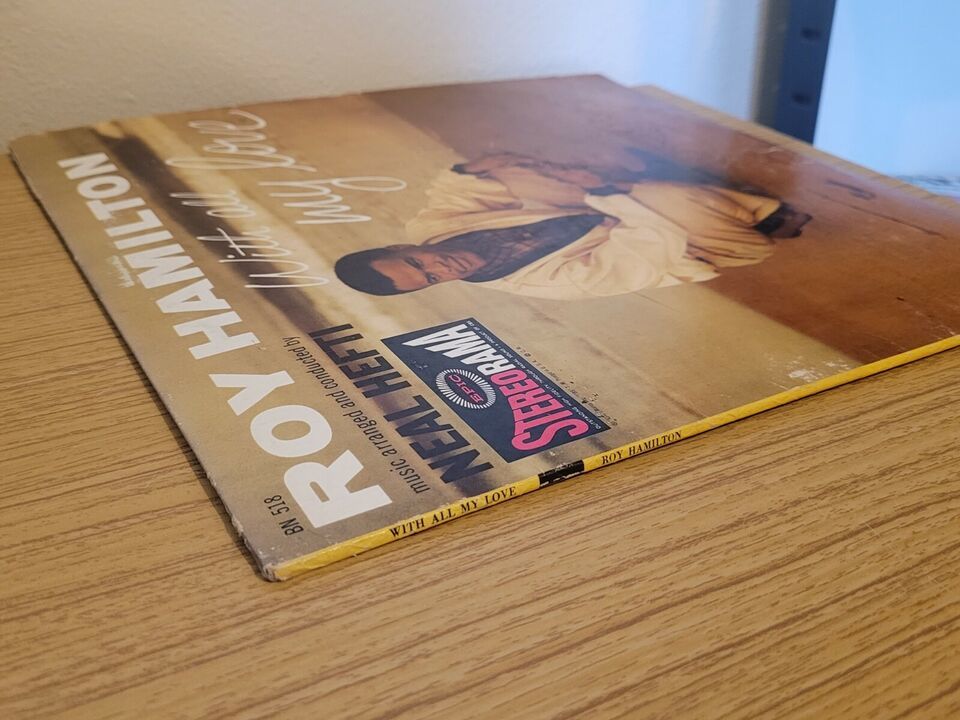 BN 518
ROY HAMILTON
With all
my love
music arranged and conducted by
NEAL HEFTI
EPIC
STEREORAMA
WITH ALL MY LOVE
ROY HAMILTON